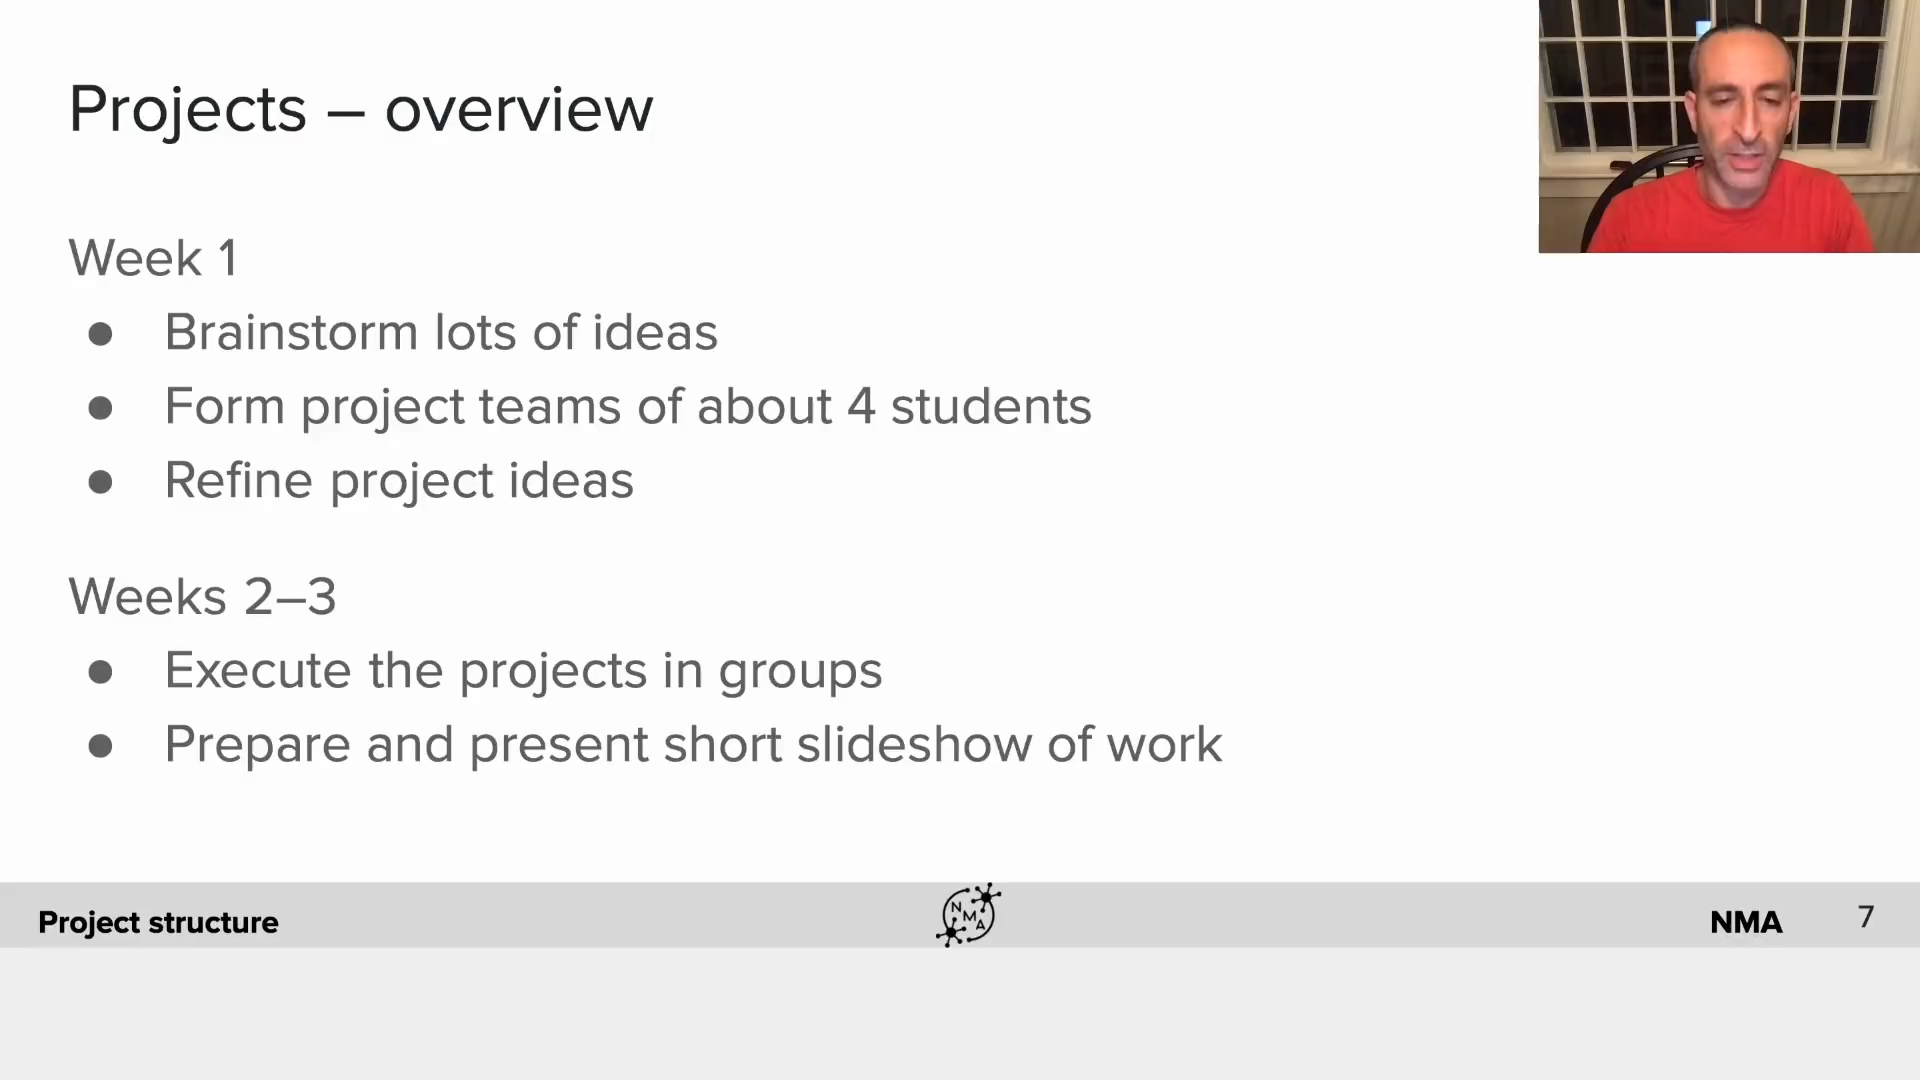 Projects – overview
Week 1
● Brainstorm lots of ideas
● Form project teams of about 4 students
● Refine project ideas
Weeks 2–3
● Execute the projects in groups
● Prepare and present short slideshow of work
Project structure
NMA
NMA 7